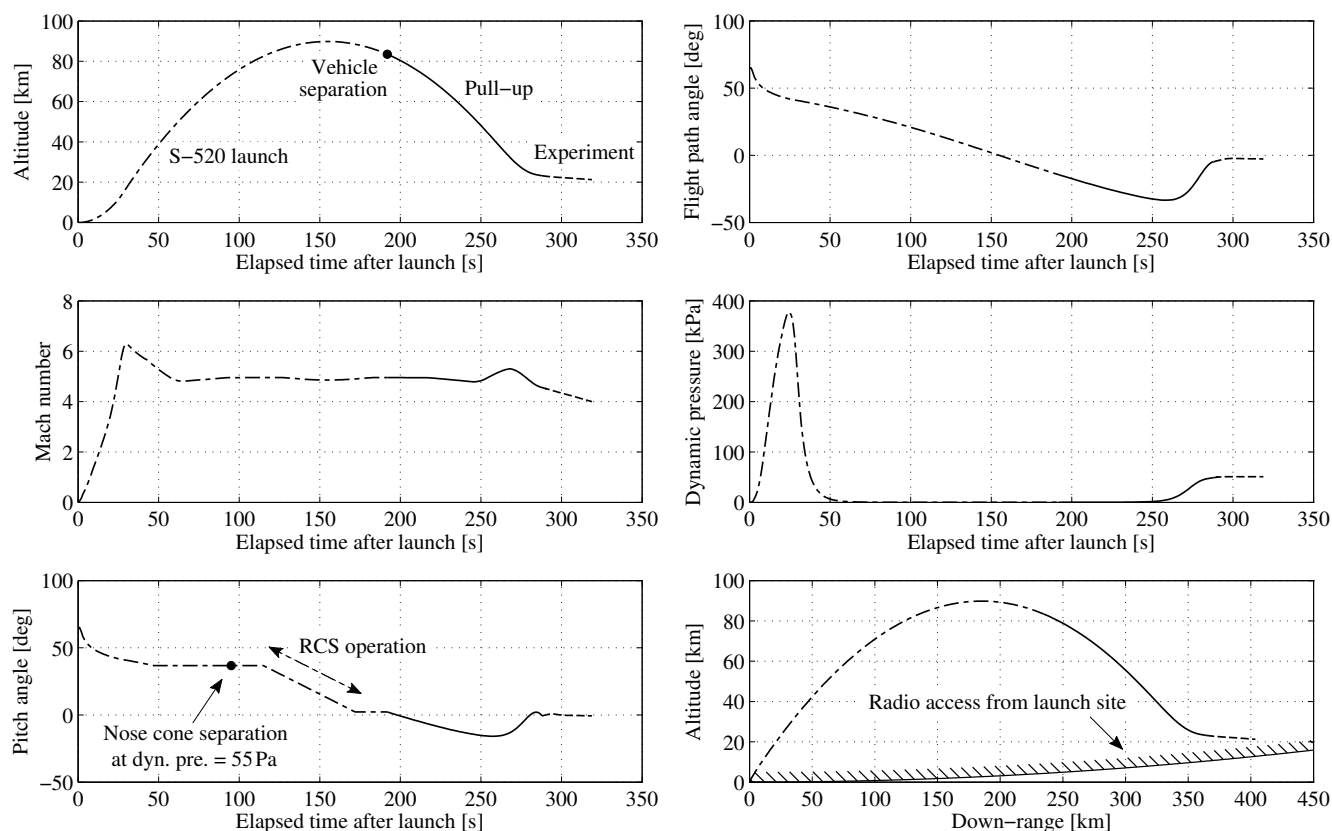 100
80
60
40
20
0
Altitude [km]
Vehicle
separation
Pull−up
S−520 launch
Experiment
0 50 100 150 200 250 300 350
Elapsed time after launch [s]
100
50
0
−50
Flight path angle [deg]
0 50 100 150 200 250 300 350
Elapsed time after launch [s]
8
6
4
2
0
Mach number
0 50 100 150 200 250 300 350
Elapsed time after launch [s]
400
300
200
100
0
Dynamic pressure [kPa]
0 50 100 150 200 250 300 350
Elapsed time after launch [s]
100
50
0
−50
Pitch angle [deg]
RCS operation
Nose cone separation
at dyn. pre. = 55 Pa
0 50 100 150 200 250 300 350
Elapsed time after launch [s]
100
80
60
40
20
0
Altitude [km]
Radio access from launch site
0 50 100 150 200 250 300 350 400 450
Down−range [km]